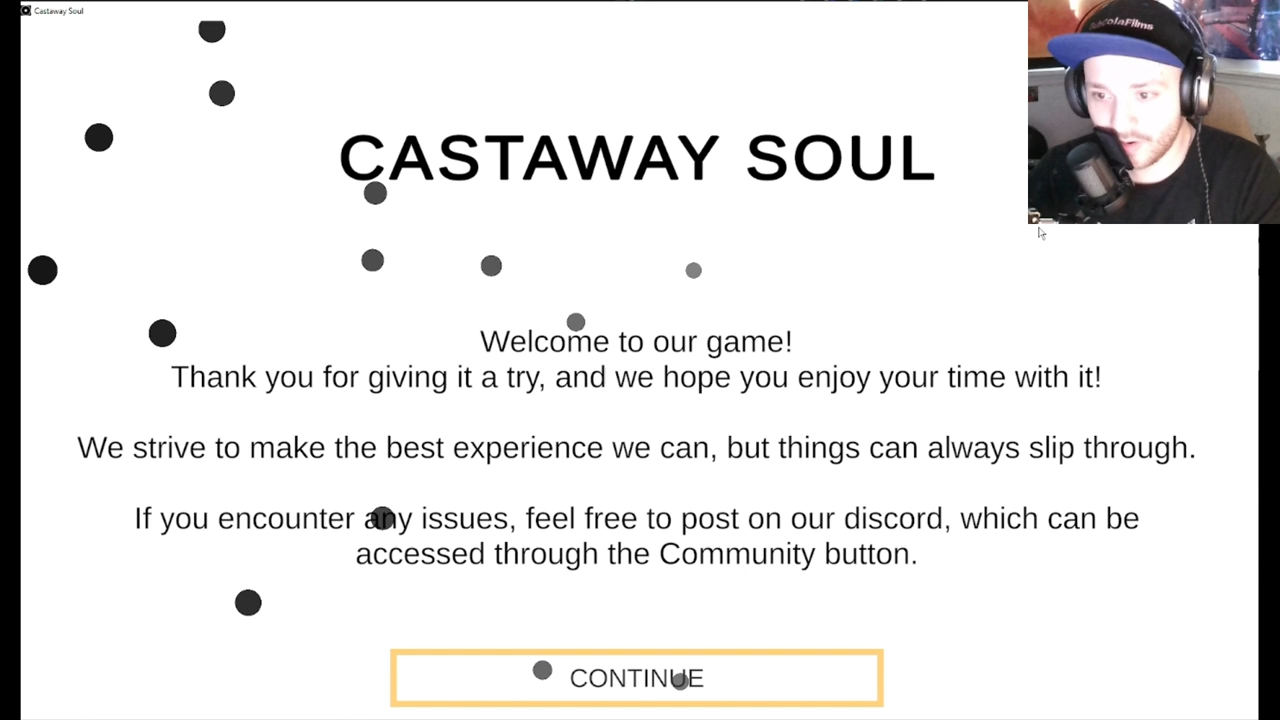 Castaway Soul
CASTAWAY SOUL
Welcome to our game!
Thank you for giving it a try, and we hope you enjoy your time with it!
We strive to make the best experience we can, but things can always slip through.
If you encounter any issues, feel free to post on our discord, which can be
accessed through the Community button.
CONTINUE